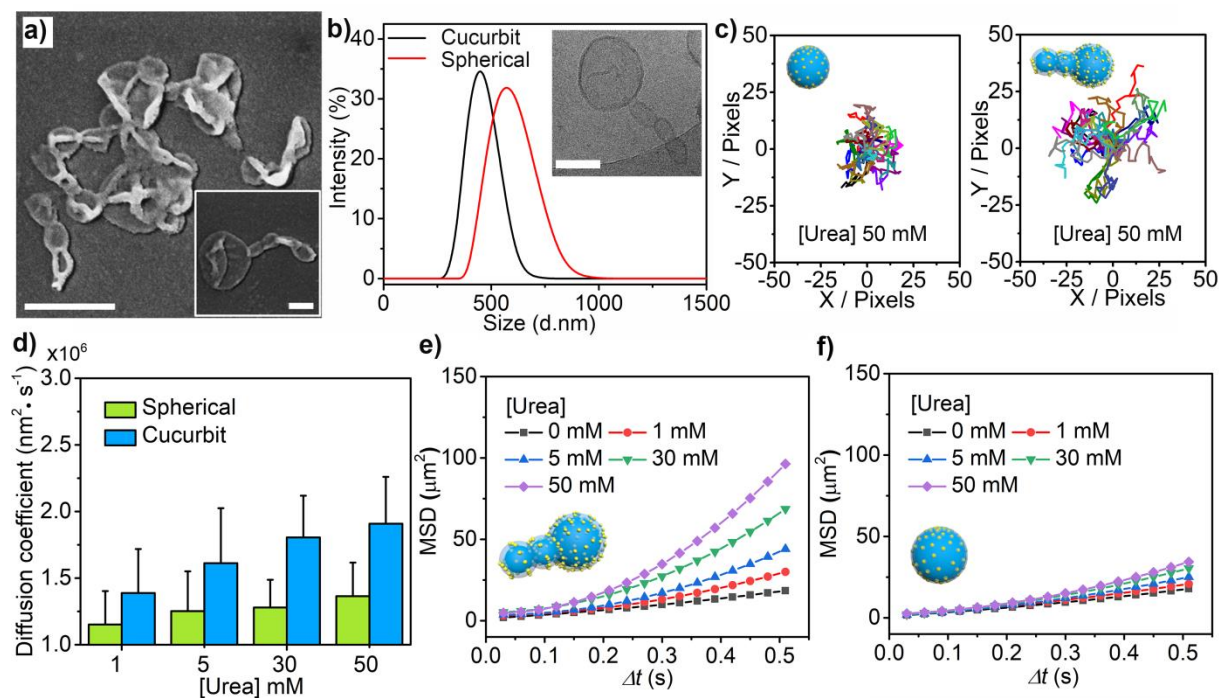 a)
b)
Cucurbit
Spherical
Intensity (%)
40
30
20
10
0
0 500 1000 1500
Size (d.nm)
c)
Y / Pixels
50
25
0
-25
-50
[Urea] 50 mM
-50 -25 0 25 50
X / Pixels
Y / Pixels
50
25
0
-25
-50
[Urea] 50 mM
-50 -25 0 25 50
X / Pixels
d)
x10⁶
Diffusion coefficient (nm²·s⁻¹)
3.0
2.5
2.0
1.5
1.0
Spherical
Cucurbit
1 5 30 50
[Urea] mM
e)
MSD (μm²)
150
100
50
0
[Urea]
0 mM 1 mM
5 mM 30 mM
50 mM
0.0 0.1 0.2 0.3 0.4 0.5
Δt (s)
f)
MSD (μm²)
150
100
50
0
[Urea]
0 mM 1 mM
5 mM 30 mM
50 mM
0.0 0.1 0.2 0.3 0.4 0.5
Δt (s)